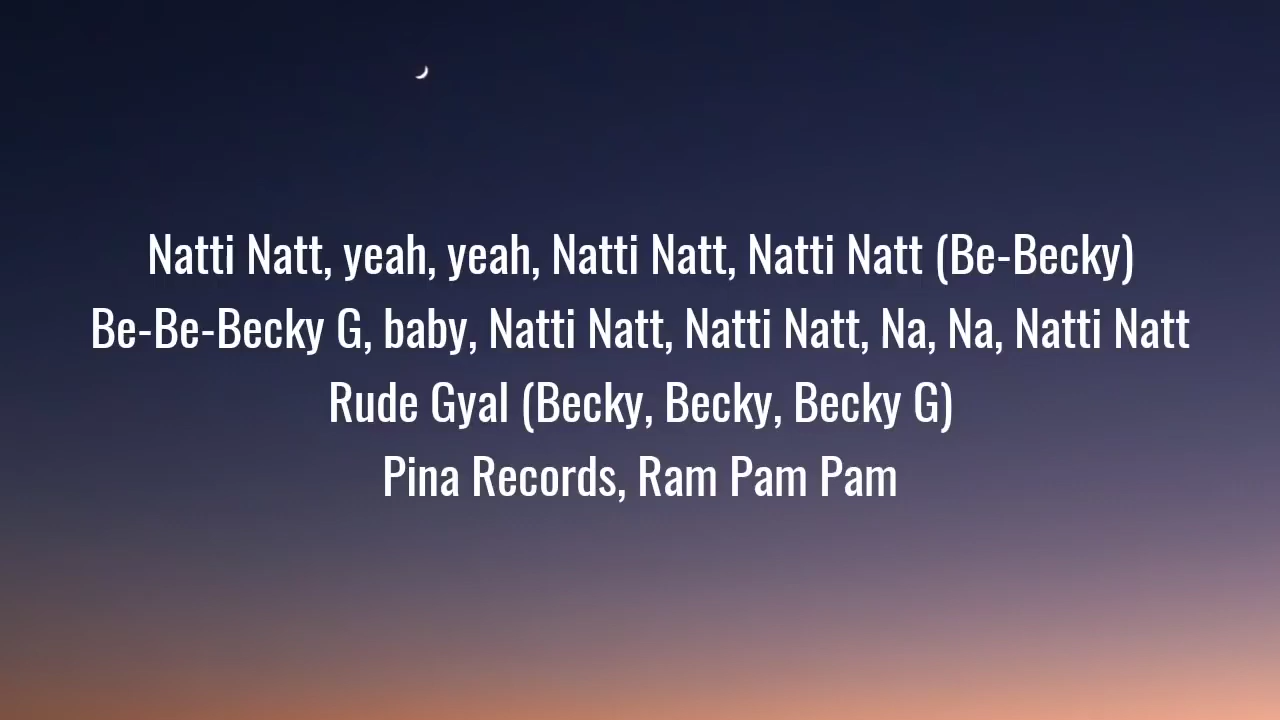 Natti Natt, yeah, yeah, Natti Natt, Natti Natt (Be-Becky)
Be-Be-Becky G, baby, Natti Natt, Natti Natt, Na, Na, Natti Natt
Rude Gyal (Becky, Becky, Becky G)
Pina Records, Ram Pam Pam